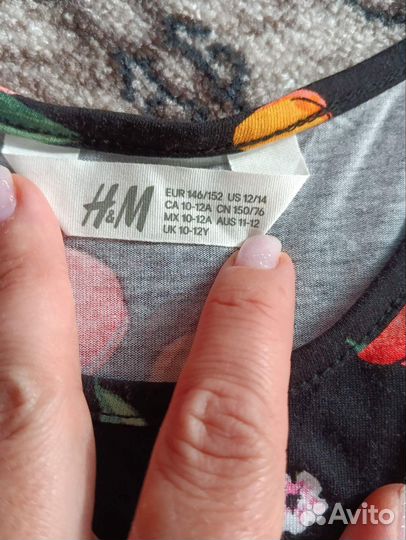 H&M
EUR 146/152 US 12/14
CA 10-12A CN 150/76
MX 10-12A AUS 11-12
UK 10-12Y
Avito